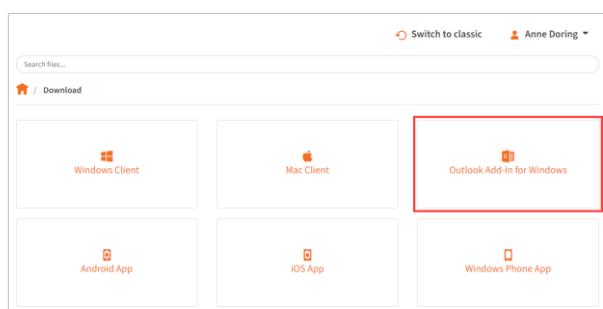 Switch to classic Anne Doring
Search files...
/ Download
Windows Client Mac Client Outlook Add-In for Windows
Android App iOS App Windows Phone App